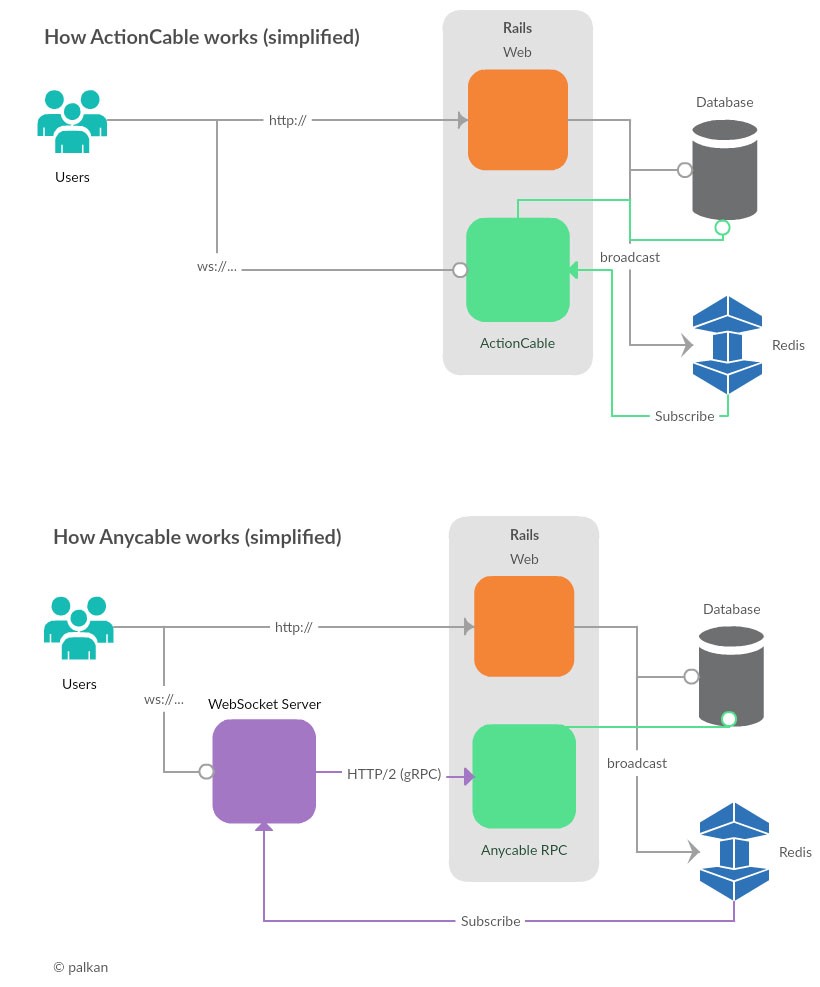 How ActionCable works (simplified)
Rails
Web
Database
http://
Users
ws://...
broadcast
ActionCable
Redis
Subscribe
How Anycable works (simplified)
Rails
Web
Database
http://
Users
ws://...
WebSocket Server
HTTP/2 (gRPC)
broadcast
Anycable RPC
Redis
Subscribe
© palkan